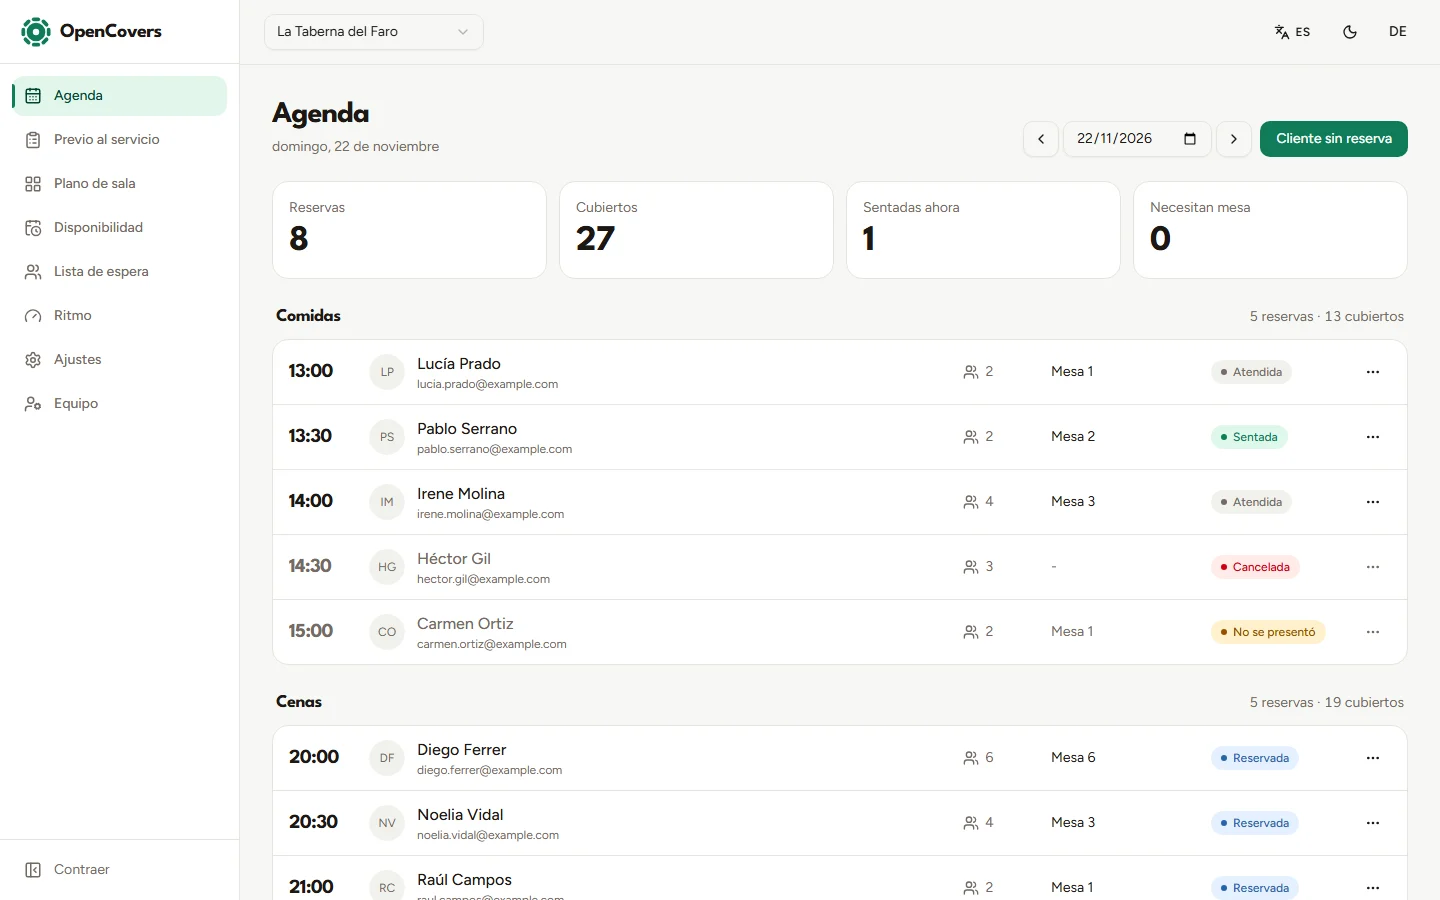 OpenCovers
La Taberna del Faro
ES
DE
Agenda
Previo al servicio
Plano de sala
Disponibilidad
Lista de espera
Ritmo
Ajustes
Equipo
Contraer
Agenda
domingo, 22 de noviembre
22/11/2026
Cliente sin reserva
Reservas
8
Cubiertos
27
Sentadas ahora
1
Necesitan mesa
0
Comidas
5 reservas · 13 cubiertos
13:00 LP Lucía Prado 2 Mesa 1 Atendida
lucia.prado@example.com
13:30 PS Pablo Serrano 2 Mesa 2 Sentada
pablo.serrano@example.com
14:00 IM Irene Molina 4 Mesa 3 Atendida
irene.molina@example.com
14:30 HG Héctor Gil 3 - Cancelada
hector.gil@example.com
15:00 CO Carmen Ortiz 2 Mesa 1 No se presentó
carmen.ortiz@example.com
Cenas
5 reservas · 19 cubiertos
20:00 DF Diego Ferrer 6 Mesa 6 Reservada
diego.ferrer@example.com
20:30 NV Noelia Vidal 4 Mesa 3 Reservada
noelia.vidal@example.com
21:00 RC Raúl Campos 2 Mesa 1 Reservada